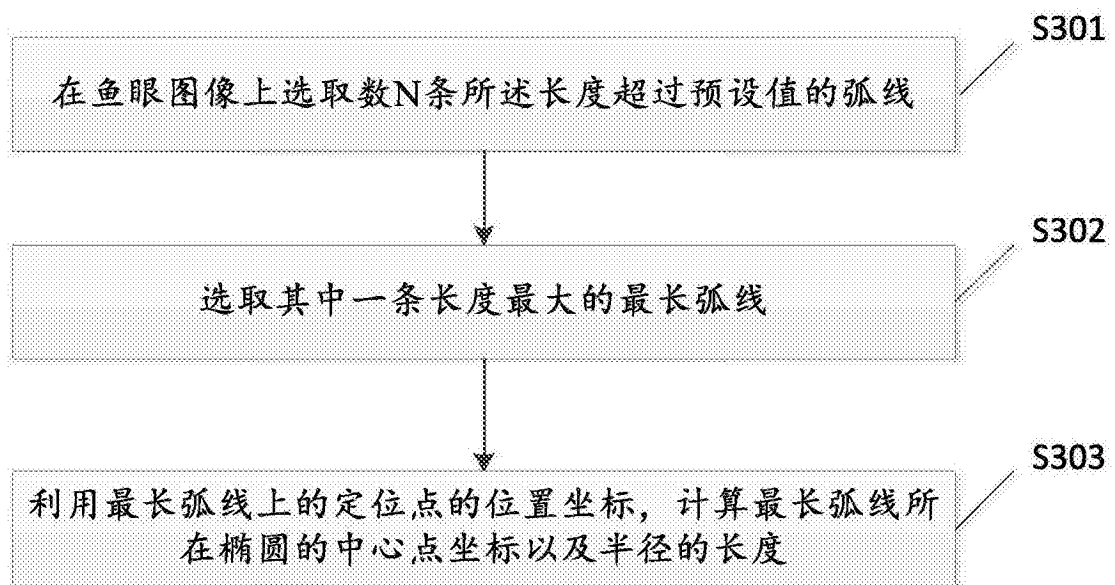 S301
在鱼眼图像上选取数N条所述长度超过预设值的弧线
S302
选取其中一条长度最大的最长弧线
S303
利用最长弧线上的定位点的位置坐标，计算最长弧线所
在椭圆的中心点坐标以及半径的长度